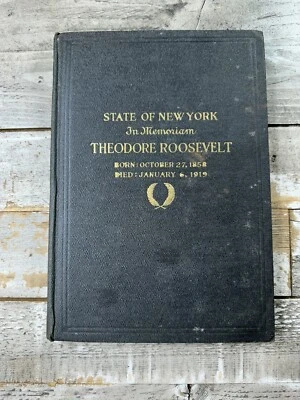 STATE OF NEW YORK
In Memoriam
THEODORE ROOSEVELT
BORN: OCTOBER 27, 1858
DIED: JANUARY 6, 1919